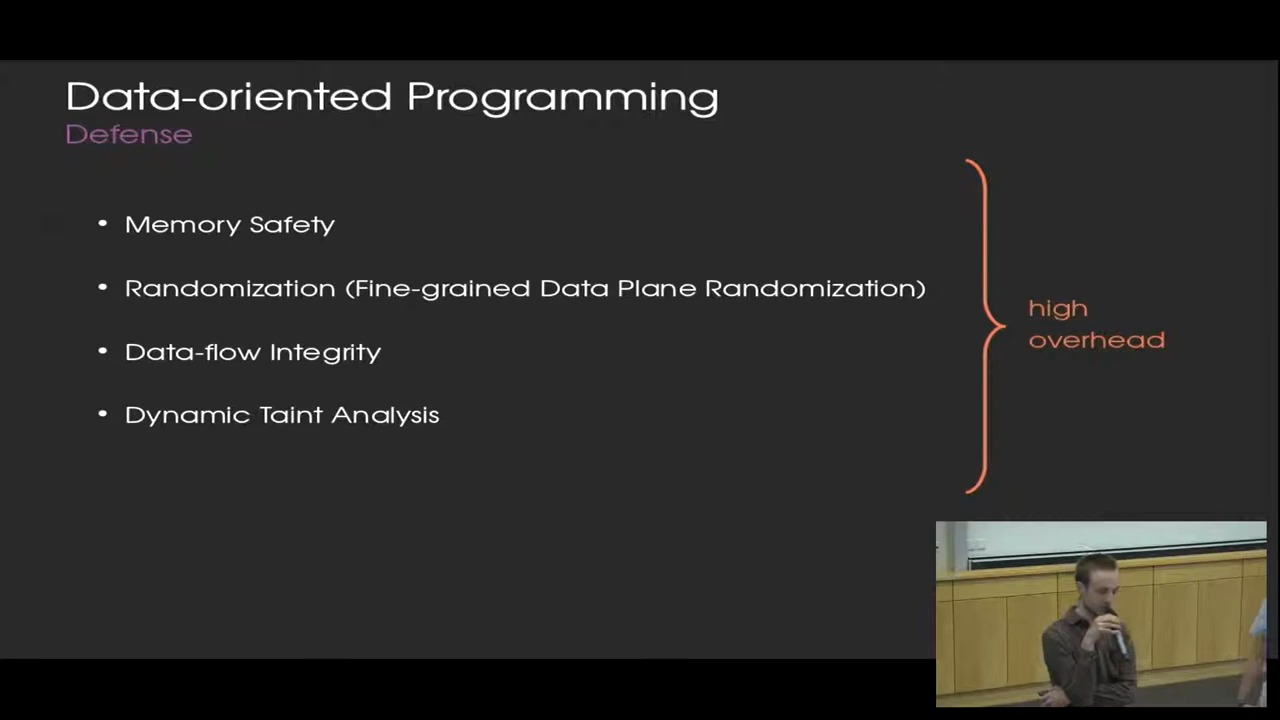 Data-oriented Programming
Defense
• Memory Safety
• Randomization (Fine-grained Data Plane Randomization)
• Data-flow Integrity
• Dynamic Taint Analysis
high
overhead